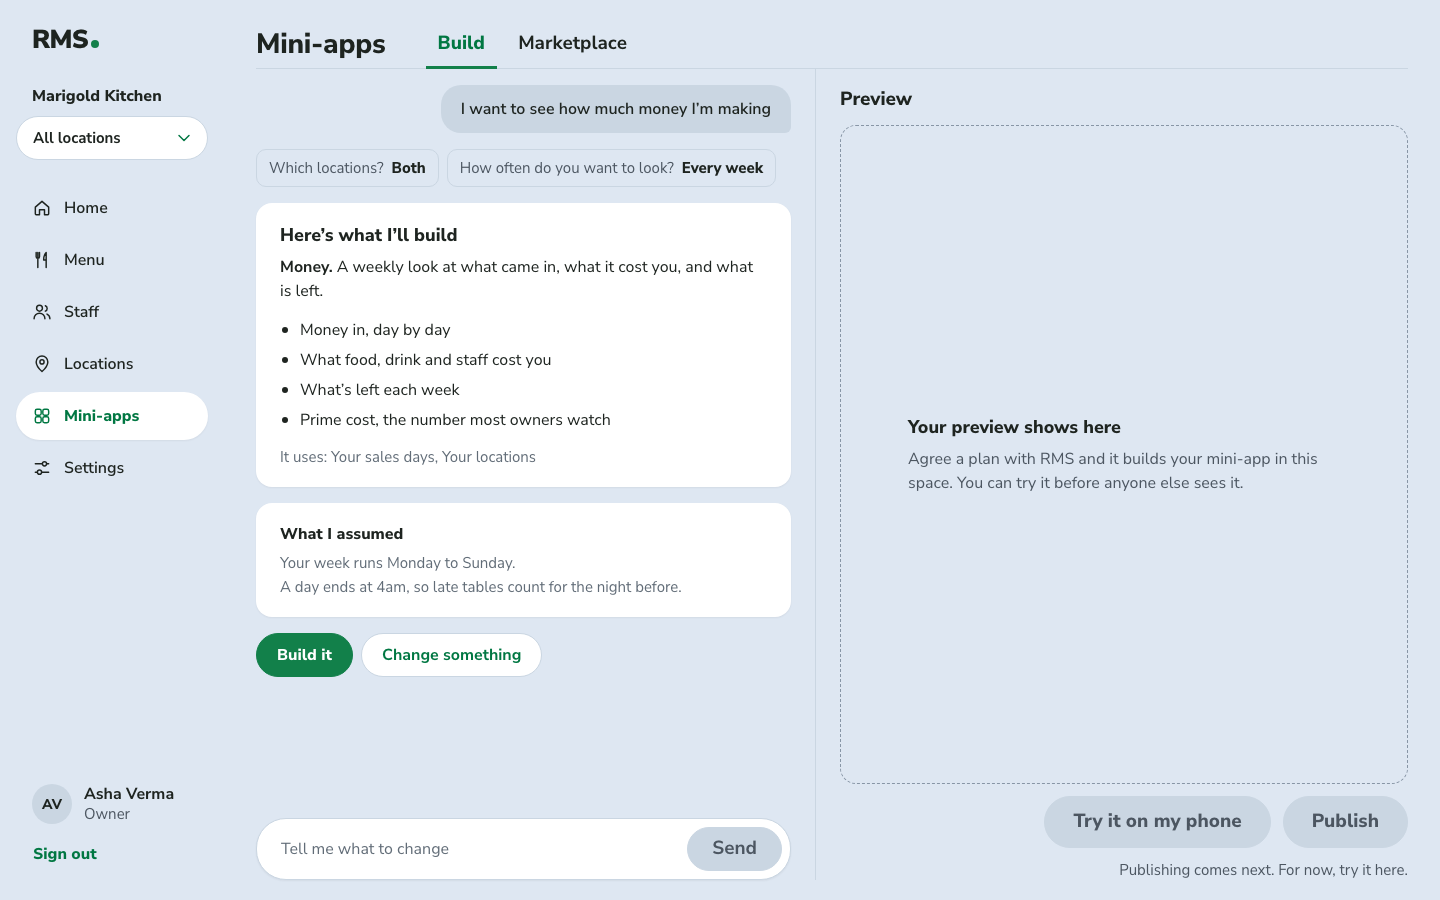 RMS.
Marigold Kitchen
All locations
Home
Menu
Staff
Locations
Mini-apps
Settings
AV
Asha Verma
Owner
Sign out
Mini-apps
Build
Marketplace
I want to see how much money I’m making
Which locations? Both
How often do you want to look? Every week
Here’s what I’ll build
Money. A weekly look at what came in, what it cost you, and what
is left.
Money in, day by day
What food, drink and staff cost you
What’s left each week
Prime cost, the number most owners watch
It uses: Your sales days, Your locations
What I assumed
Your week runs Monday to Sunday.
A day ends at 4am, so late tables count for the night before.
Build it
Change something
Tell me what to change
Send
Preview
Your preview shows here
Agree a plan with RMS and it builds your mini-app in this
space. You can try it before anyone else sees it.
Try it on my phone
Publish
Publishing comes next. For now, try it here.